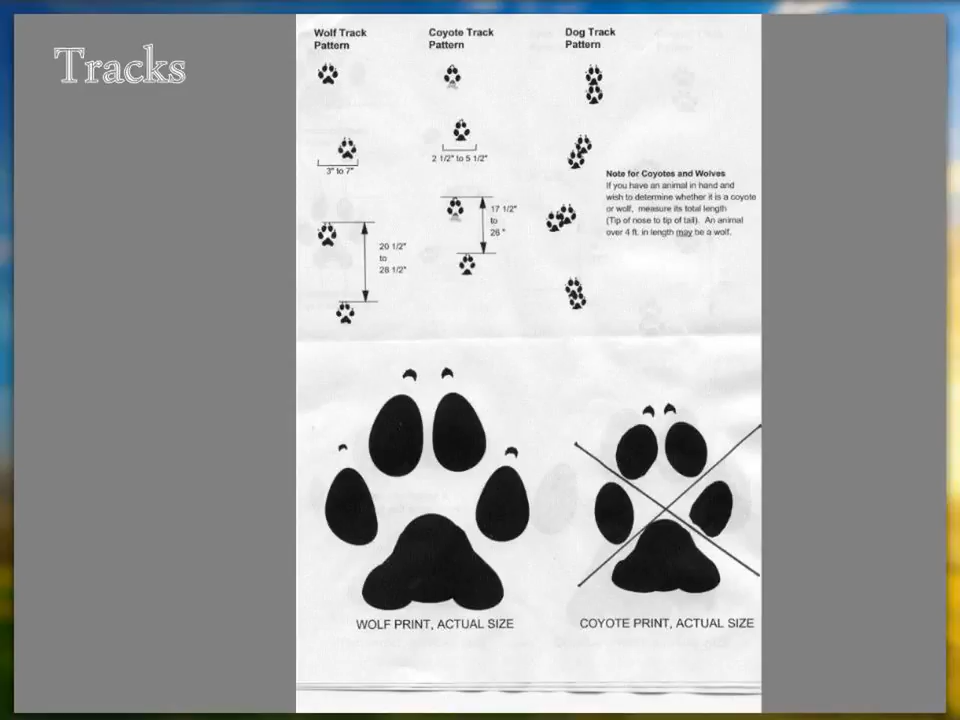 Tracks
Wolf Track
Pattern
Coyote Track
Pattern
Dog Track
Pattern
3" to 7"
2 1/2" to 5 1/2"
20 1/2"
to
28 1/2"
17 1/2"
to
26 "
Note for Coyotes and Wolves
If you have an animal in hand and
wish to determine whether it is a coyote
or wolf, measure its total length
(Tip of nose to tip of tail). An animal
over 4 ft. in length may be a wolf.
WOLF PRINT, ACTUAL SIZE
COYOTE PRINT, ACTUAL SIZE